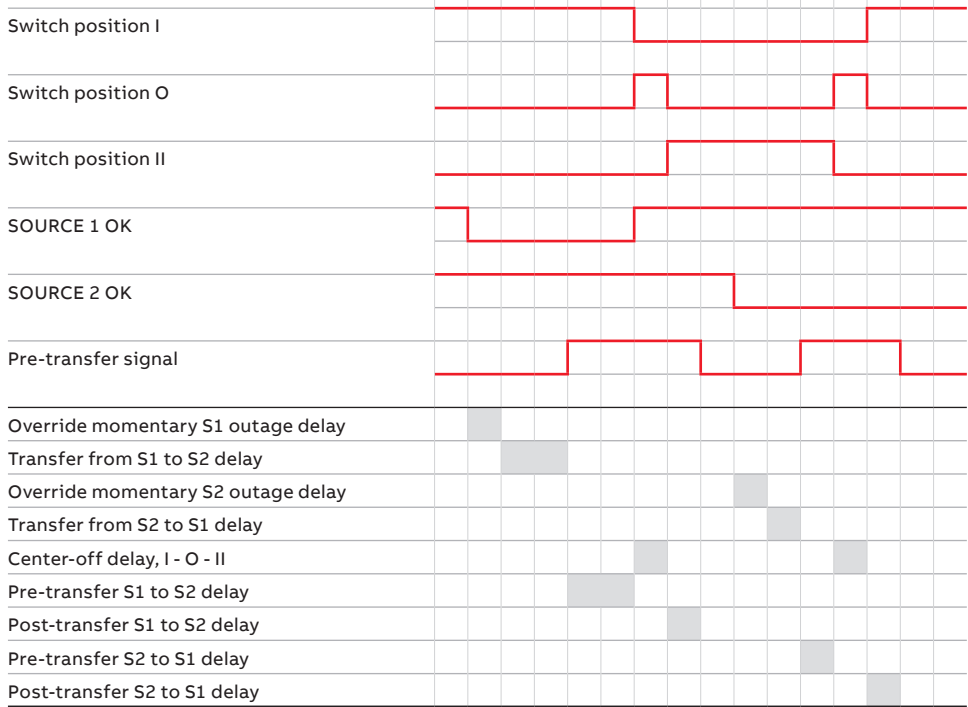 Switch position I
Switch position O
Switch position II
SOURCE 1 OK
SOURCE 2 OK
Pre-transfer signal
Override momentary S1 outage delay
Transfer from S1 to S2 delay
Override momentary S2 outage delay
Transfer from S2 to S1 delay
Center-off delay, I - O - II
Pre-transfer S1 to S2 delay
Post-transfer S1 to S2 delay
Pre-transfer S2 to S1 delay
Post-transfer S2 to S1 delay